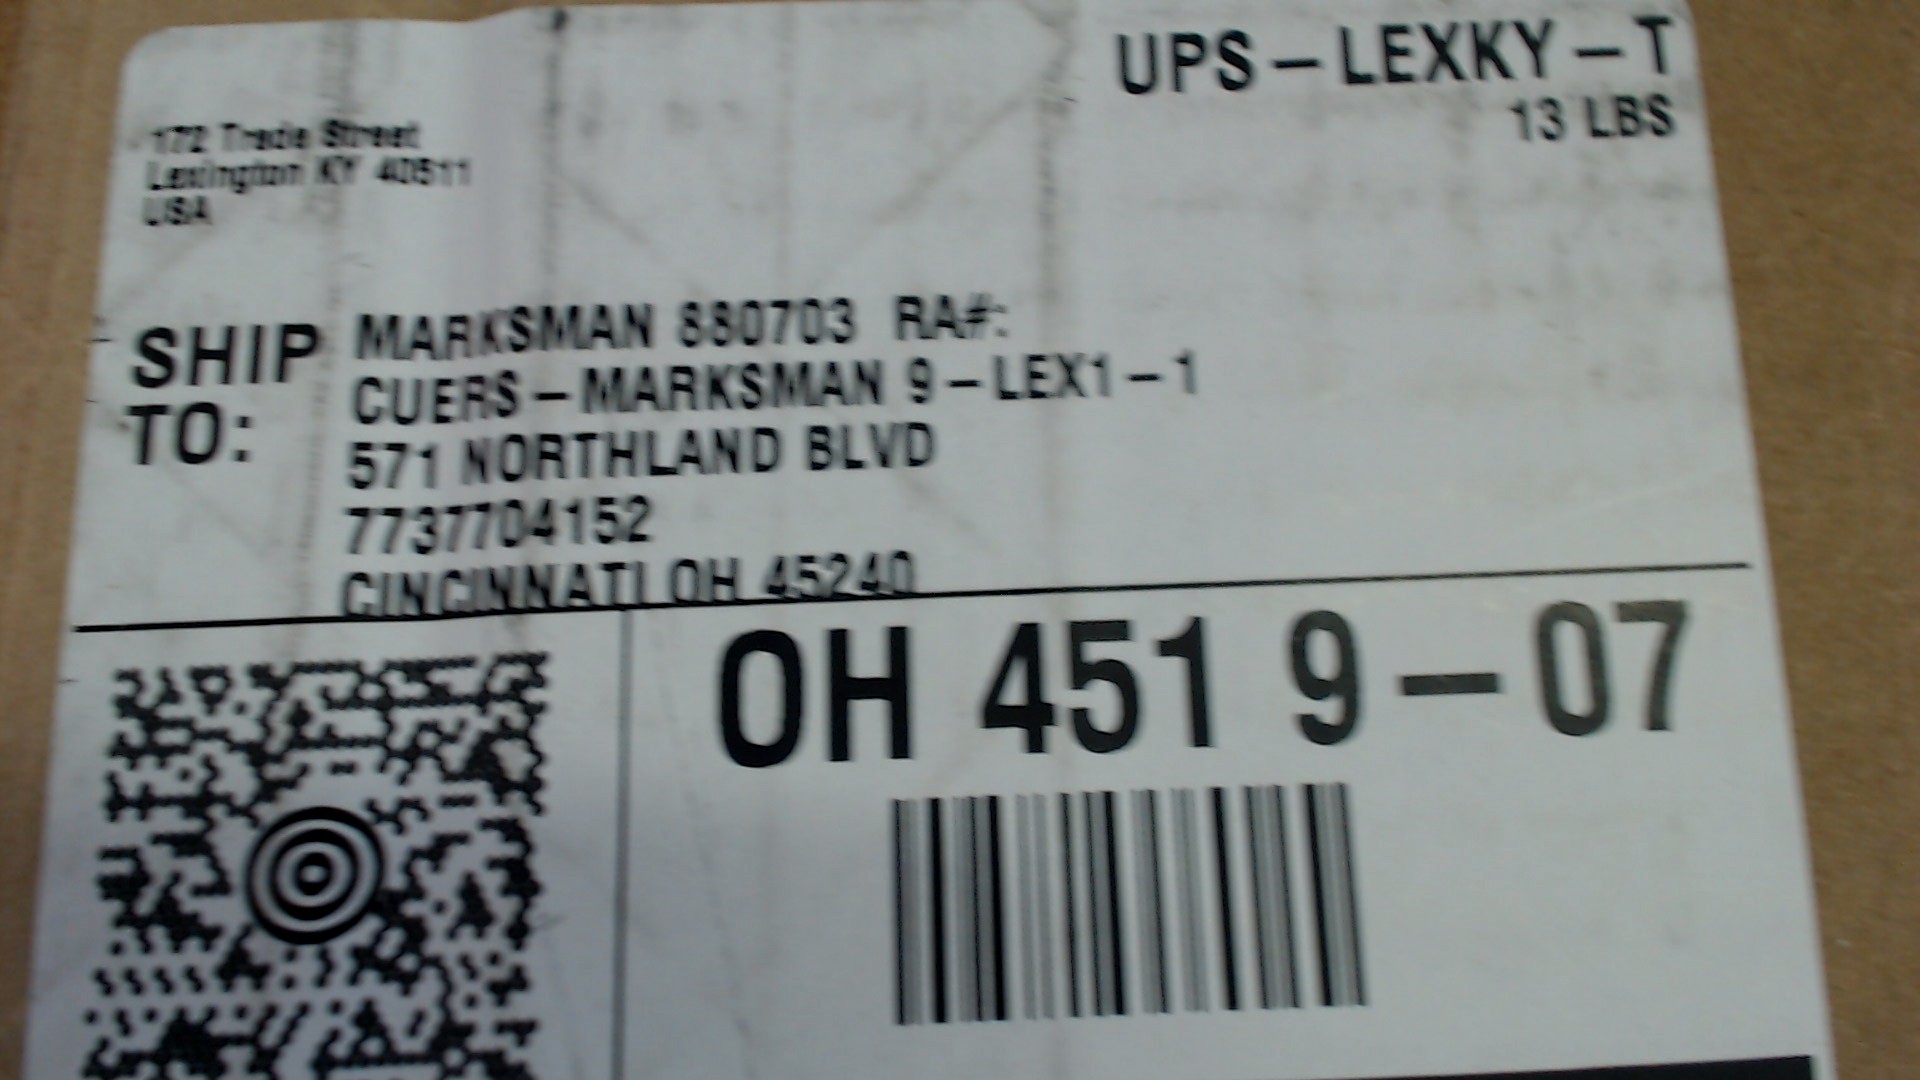 UPS-LEXKY-T
13 LBS
172 Trade Street
Lexington KY 40511
USA
SHIP TO:
MARKSMAN 880703 RA#:
CUERS-MARKSMAN 9-LEX1-1
571 NORTHLAND BLVD
7737704152
CINCINNATI OH 45240
OH 451 9-07